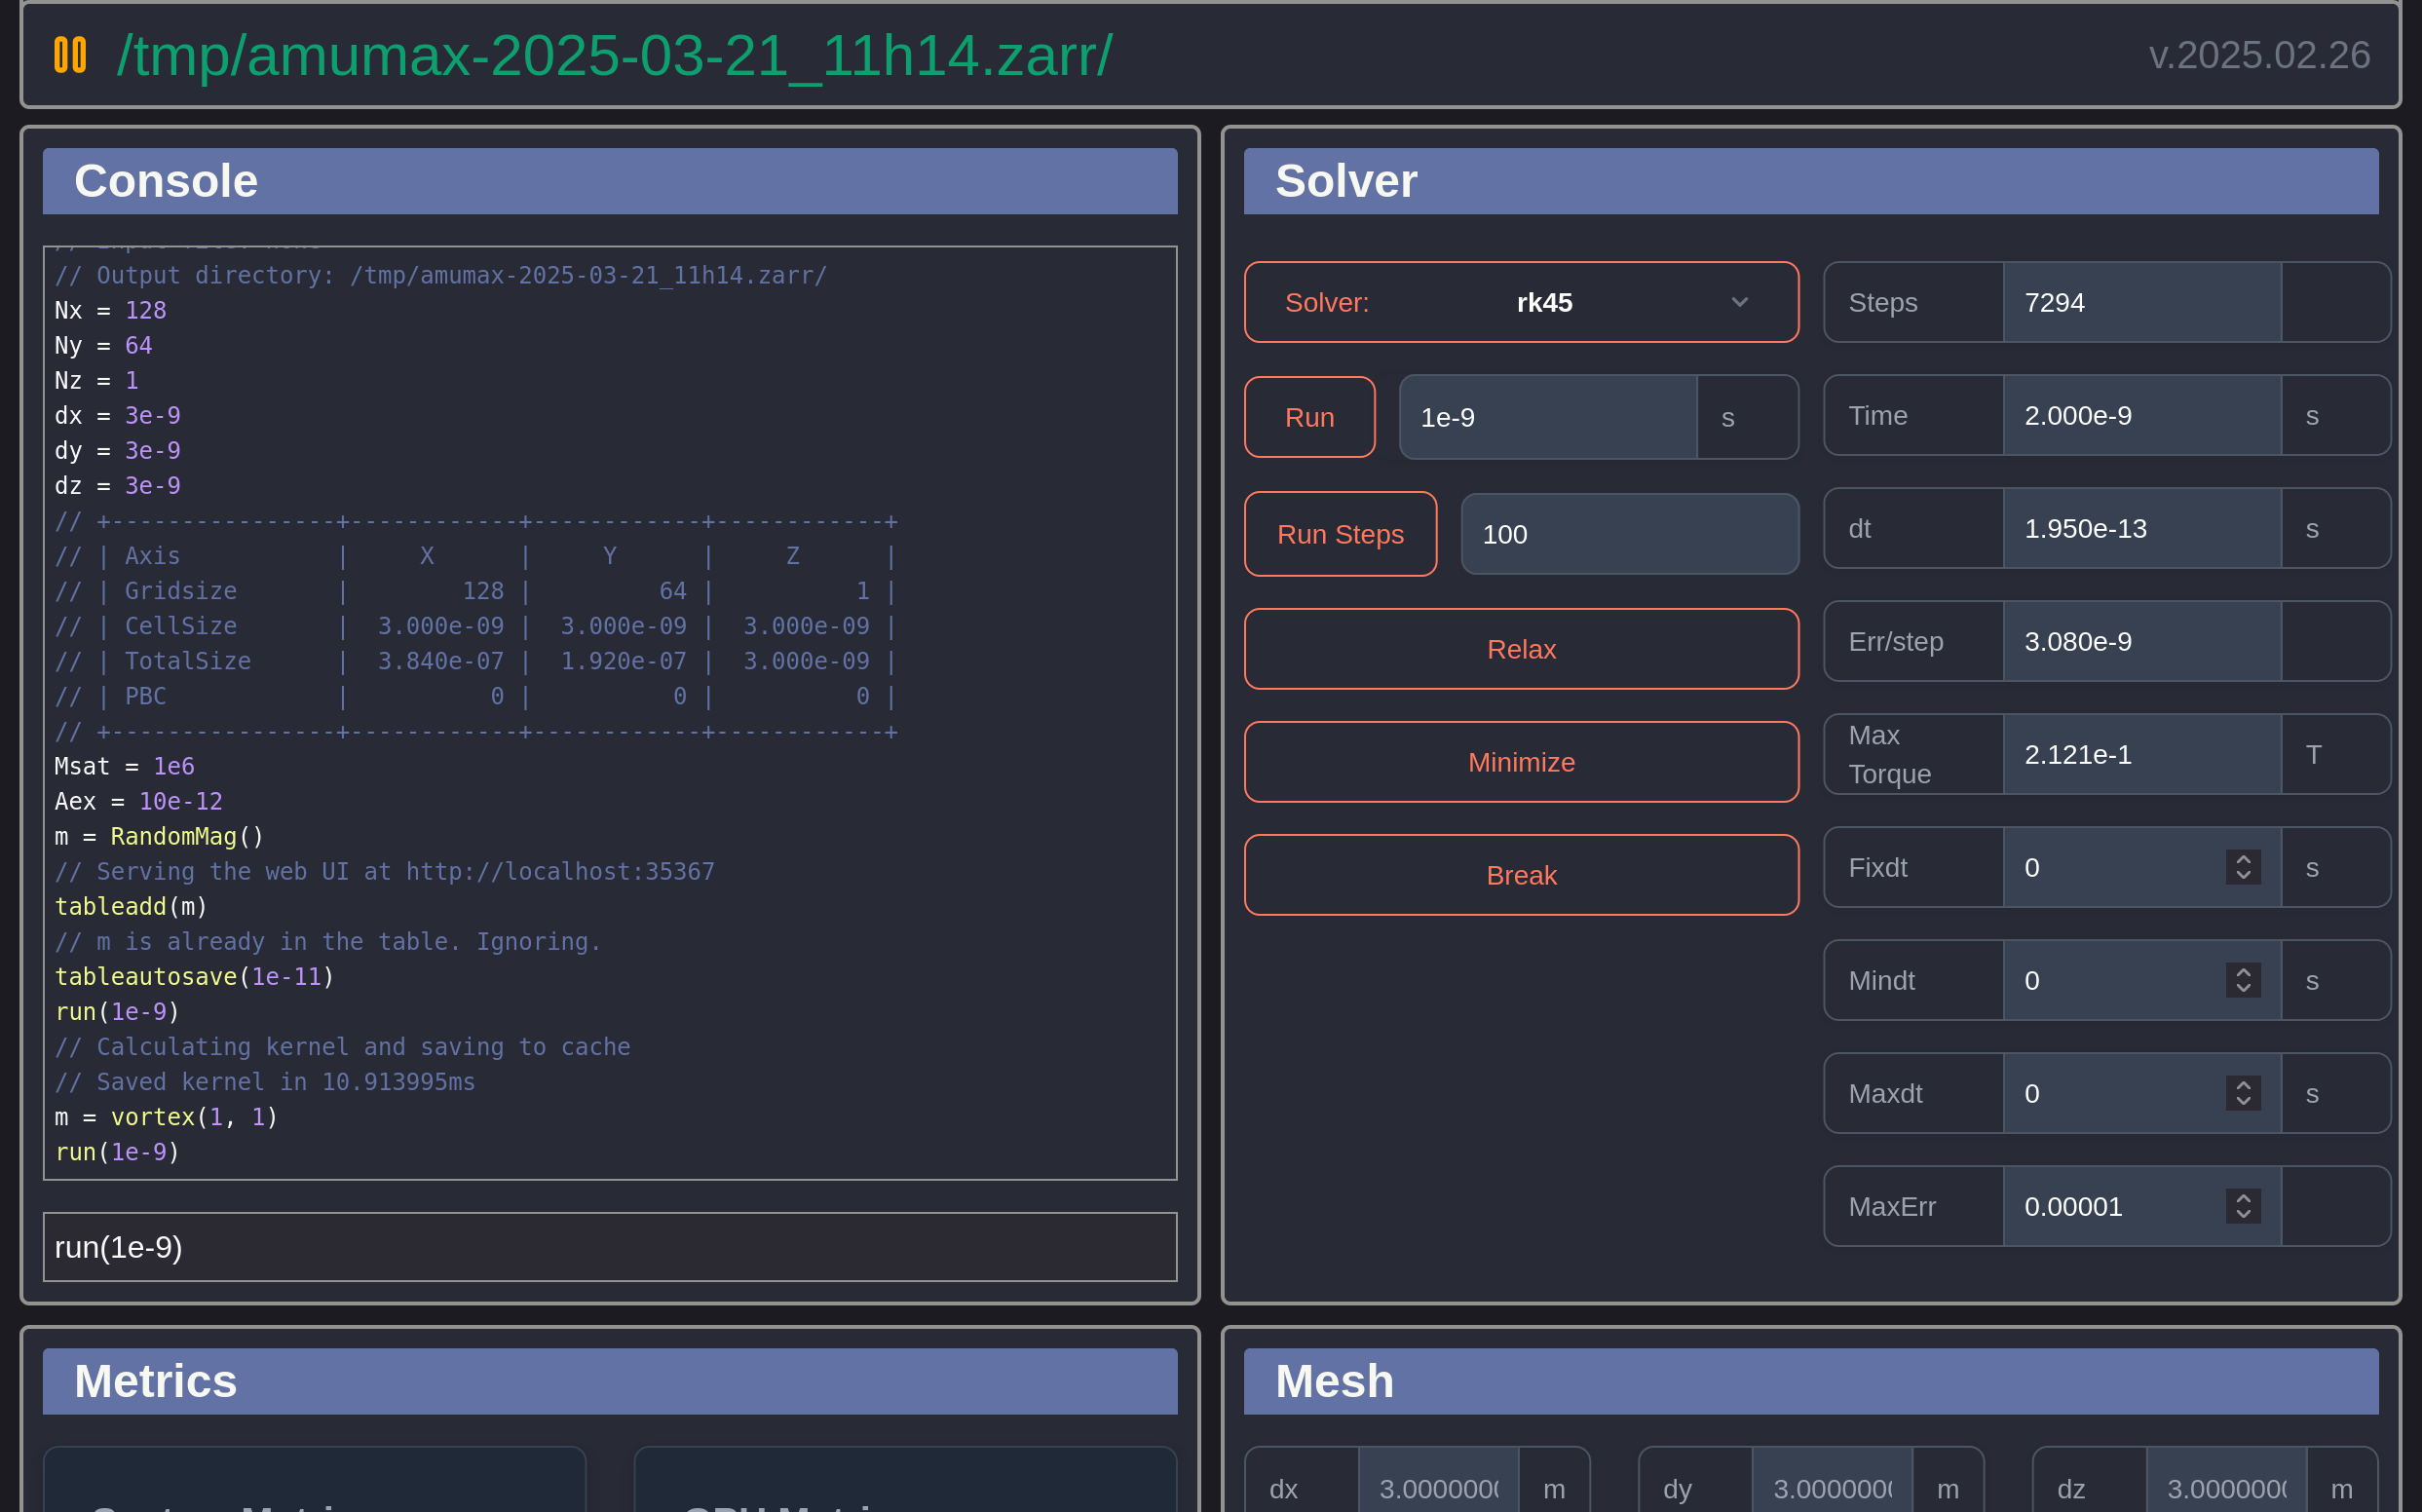 /tmp/amumax-2025-03-21_11h14.zarr/
v.2025.02.26
Console
// Output directory: /tmp/amumax-2025-03-21_11h14.zarr/
Nx = 128
Ny = 64
Nz = 1
dx = 3e-9
dy = 3e-9
dz = 3e-9
// +----------------+------------+------------+------------+
// | Axis           |     X      |     Y      |     Z      |
// | Gridsize       |        128 |         64 |          1 |
// | CellSize       |  3.000e-09 |  3.000e-09 |  3.000e-09 |
// | TotalSize      |  3.840e-07 |  1.920e-07 |  3.000e-09 |
// | PBC            |          0 |          0 |          0 |
// +----------------+------------+------------+------------+
Msat = 1e6
Aex = 10e-12
m = RandomMag()
// Serving the web UI at http://localhost:35367
tableadd(m)
// m is already in the table. Ignoring.
tableautosave(1e-11)
run(1e-9)
// Calculating kernel and saving to cache
// Saved kernel in 10.913995ms
m = vortex(1, 1)
run(1e-9)
run(1e-9)
Solver
Solver: rk45
Run 1e-9 s
Run Steps 100
Relax
Minimize
Break
Steps 7294
Time 2.000e-9 s
dt 1.950e-13 s
Err/step 3.080e-9
Max Torque 2.121e-1 T
Fixdt 0 s
Mindt 0 s
Maxdt 0 s
MaxErr 0.00001
Metrics
Mesh
dx 3.0000000 m dy 3.0000000 m dz 3.0000000 m